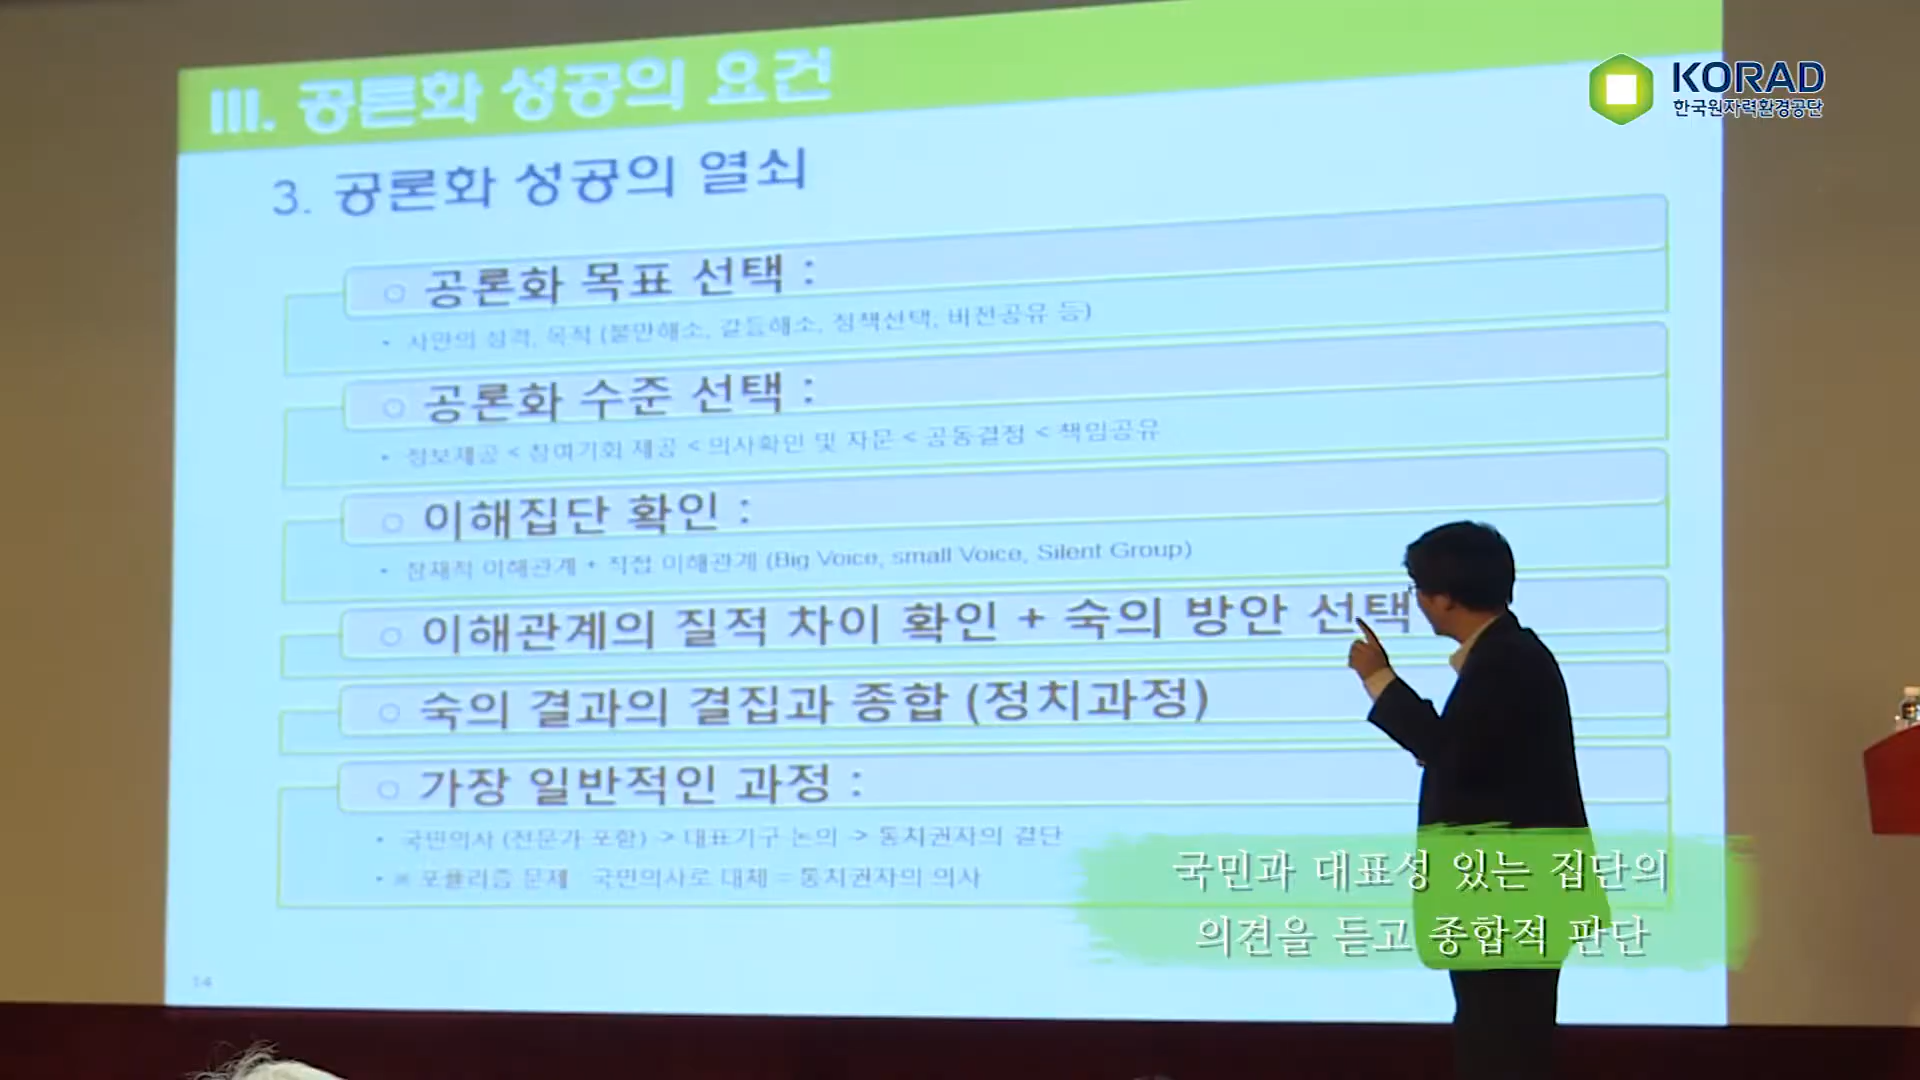 III. 공론화 성공의 요건
KORAD
한국원자력환경공단
3. 공론화 성공의 열쇠
○ 공론화 목표 선택 :
• 사안의 성격, 목적 (불만해소, 갈등해소, 정책선택, 비전공유 등)
○ 공론화 수준 선택 :
• 정보제공 < 참여기회 제공 < 의사확인 및 자문 < 공동결정 < 책임공유
○ 이해집단 확인 :
• 잠재적 이해관계 + 직접 이해관계 (Big Voice, small Voice, Silent Group)
○ 이해관계의 질적 차이 확인 + 숙의 방안 선택
○ 숙의 결과의 결집과 종합 (정치과정)
○ 가장 일반적인 과정 :
• 국민의사 (전문가 포함) -> 대표기구 논의 -> 통치권자의 결단
• ※ 포퓰리즘 문제 국민의사로 대체 = 통치권자의 의사
국민과 대표성 있는 집단의
의견을 듣고 종합적 판단
14